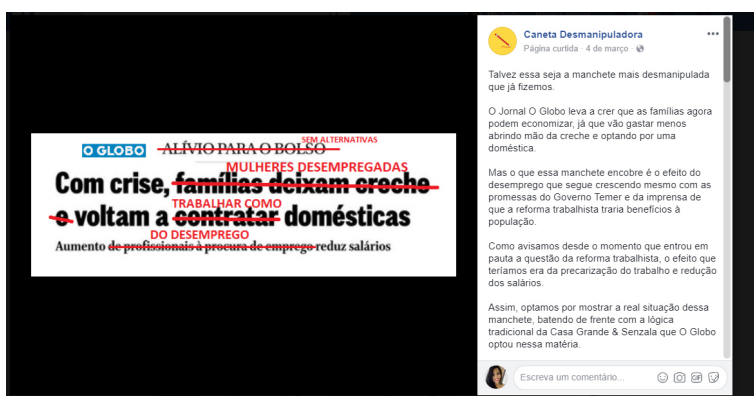 Caneta Desmanipuladora
Página curtida · 4 de março ·
Talvez essa seja a manchete mais desmanipulada
que já fizemos.
O Jornal O Globo leva a crer que as famílias agora
podem economizar, já que vão gastar menos
abrindo mão da creche e optando por uma
doméstica.
Mas o que essa manchete encobre é o efeito do
desemprego que segue crescendo mesmo com as
promessas do Governo Temer e da imprensa de
que a reforma trabalhista traria benefícios à
população.
Como avisamos desde o momento que entrou em
pauta a questão da reforma trabalhista, o efeito que
teríamos era da precarização do trabalho e redução
dos salários.
Assim, optamos por mostrar a real situação dessa
manchete, batendo de frente com a lógica
tradicional da Casa Grande & Senzala que O Globo
optou nessa matéria.
Escreva um comentário...
GIF
SEM ALTERNATIVAS
O GLOBO ALÍVIO PARA O BOLSO
MULHERES DESEMPREGADAS
Com crise, famílias deixam creche
TRABALHAR COMO
e voltam a contratar domésticas
DO DESEMPREGO
Aumento de profissionais à procura de emprego reduz salários